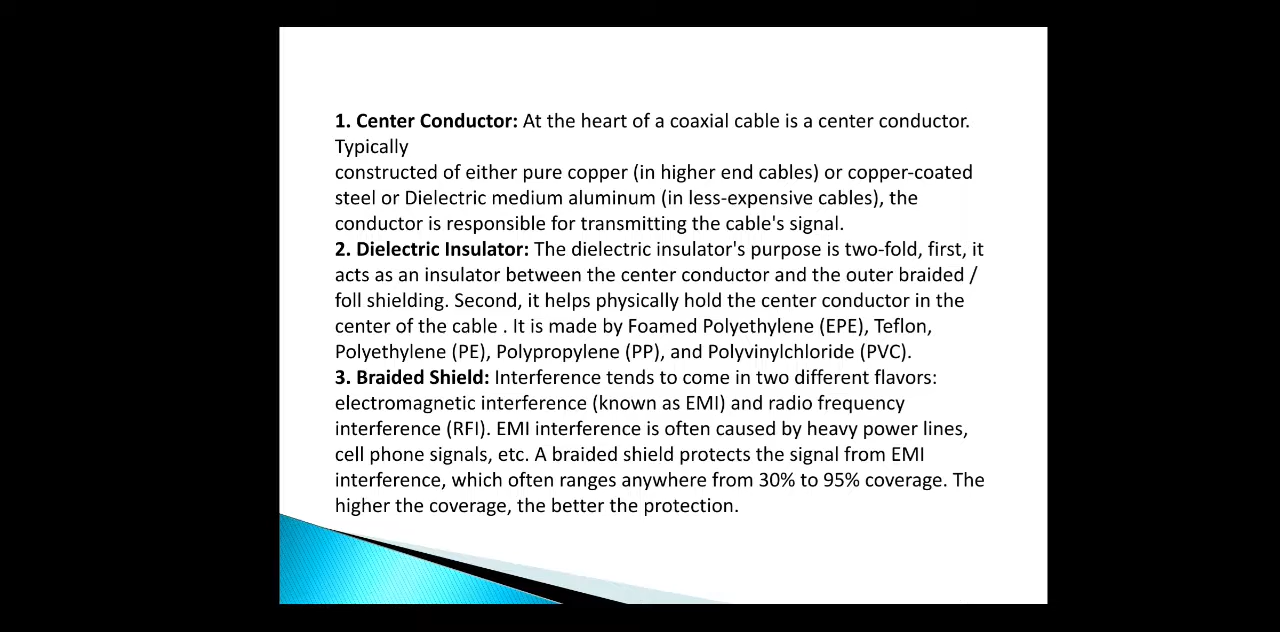 1. Center Conductor: At the heart of a coaxial cable is a center conductor.
Typically
constructed of either pure copper (in higher end cables) or copper-coated
steel or Dielectric medium aluminum (in less-expensive cables), the
conductor is responsible for transmitting the cable's signal.
2. Dielectric Insulator: The dielectric insulator's purpose is two-fold, first, it
acts as an insulator between the center conductor and the outer braided /
foll shielding. Second, it helps physically hold the center conductor in the
center of the cable . It is made by Foamed Polyethylene (EPE), Teflon,
Polyethylene (PE), Polypropylene (PP), and Polyvinylchloride (PVC).
3. Braided Shield: Interference tends to come in two different flavors:
electromagnetic interference (known as EMI) and radio frequency
interference (RFI). EMI interference is often caused by heavy power lines,
cell phone signals, etc. A braided shield protects the signal from EMI
interference, which often ranges anywhere from 30% to 95% coverage. The
higher the coverage, the better the protection.